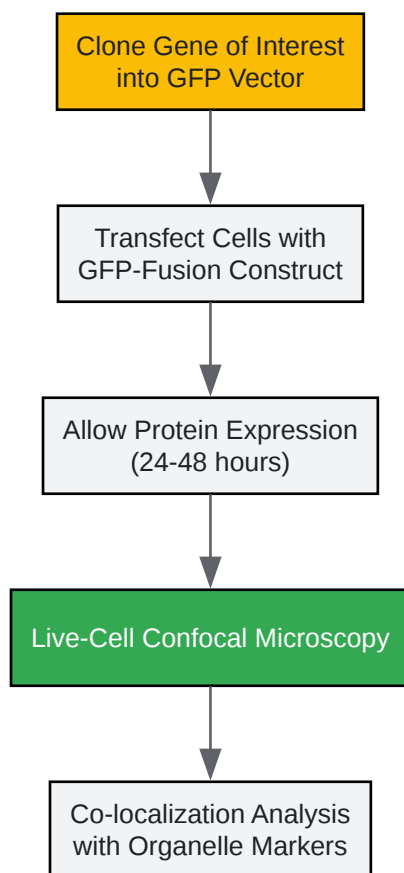 Clone Gene of Interest
into GFP Vector
Transfect Cells with
GFP-Fusion Construct
Allow Protein Expression
(24-48 hours)
Live-Cell Confocal Microscopy
Co-localization Analysis
with Organelle Markers